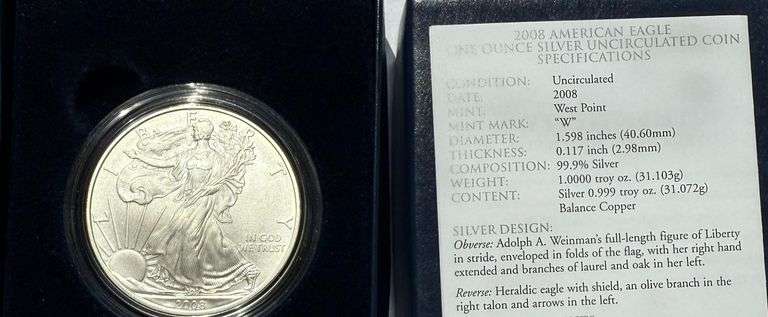 LIBERTY
IN GOD
WE TRUST
2008
2008 AMERICAN EAGLE
ONE OUNCE SILVER UNCIRCULATED COIN
SPECIFICATIONS
CONDITION: Uncirculated
DATE: 2008
MINT: West Point
MINT MARK: "W"
DIAMETER: 1.598 inches (40.60mm)
THICKNESS: 0.117 inch (2.98mm)
COMPOSITION: 99.9% Silver
WEIGHT: 1.0000 troy oz. (31.103g)
CONTENT: Silver 0.999 troy oz. (31.072g)
Balance Copper
SILVER DESIGN:
Obverse: Adolph A. Weinman's full-length figure of Liberty
in stride, enveloped in folds of the flag, with her right hand
extended and branches of laurel and oak in her left.
Reverse: Heraldic eagle with shield, an olive branch in the
right talon and arrows in the left.